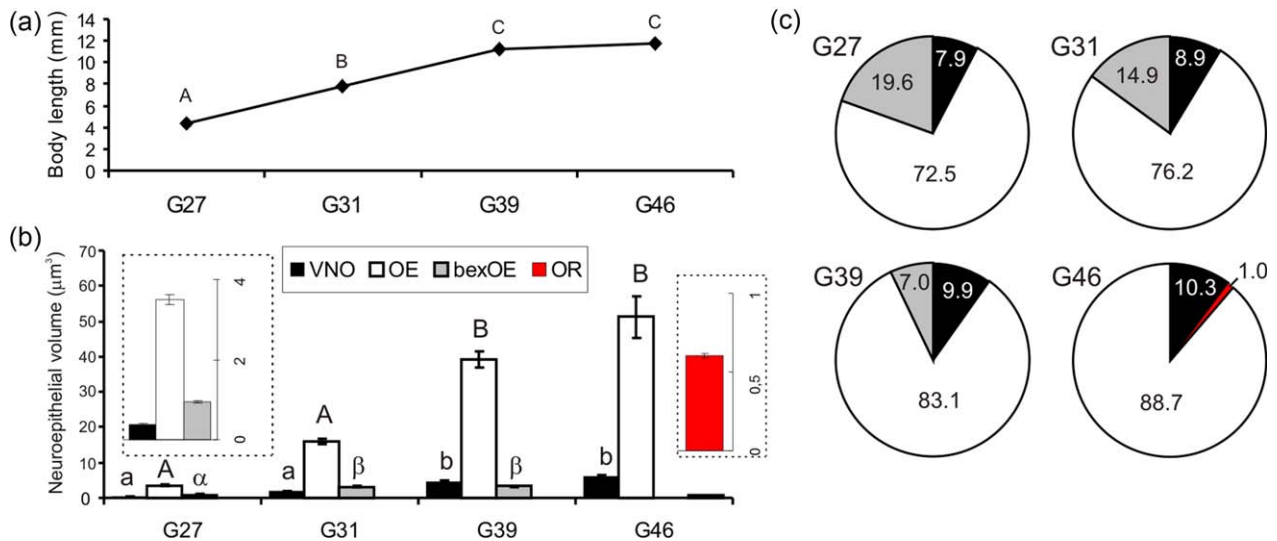 (a)
Body length (mm)
14
12
10
8
6
4
2
0
A
B
C
C
G27
G31
G39
G46
(b)
Neuroepithelial volume (µm³)
70
60
50
40
30
20
10
0
VNO OE bexOE OR
4
2
0
1
0,5
0
a A α
a A β
b B β
b B
G27
G31
G39
G46
(c)
G27
7.9
19.6
72.5
G31
8.9
14.9
76.2
G39
7.0
9.9
83.1
G46
10.3
1.0
88.7